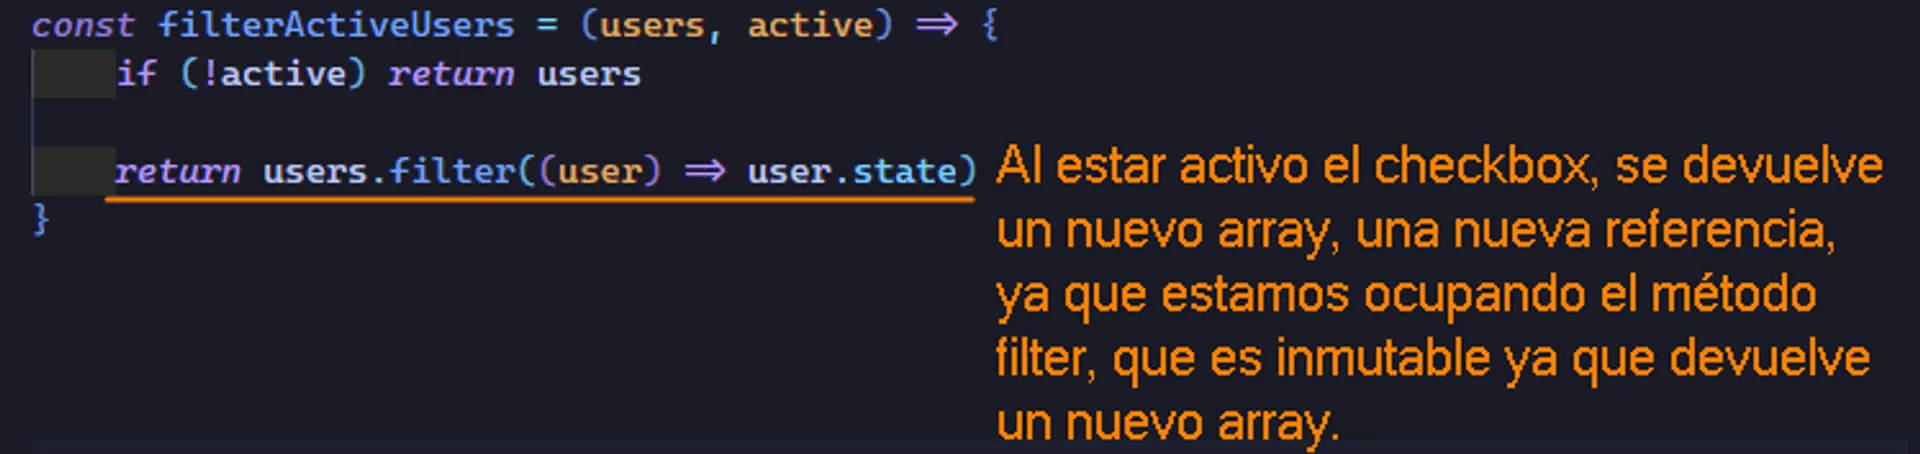 const filterActiveUsers = (users, active) => {
if (!active) return users
return users.filter((user) => user.state)
}
Al estar activo el checkbox, se devuelve
un nuevo array, una nueva referencia,
ya que estamos ocupando el método
filter, que es inmutable ya que devuelve
un nuevo array.